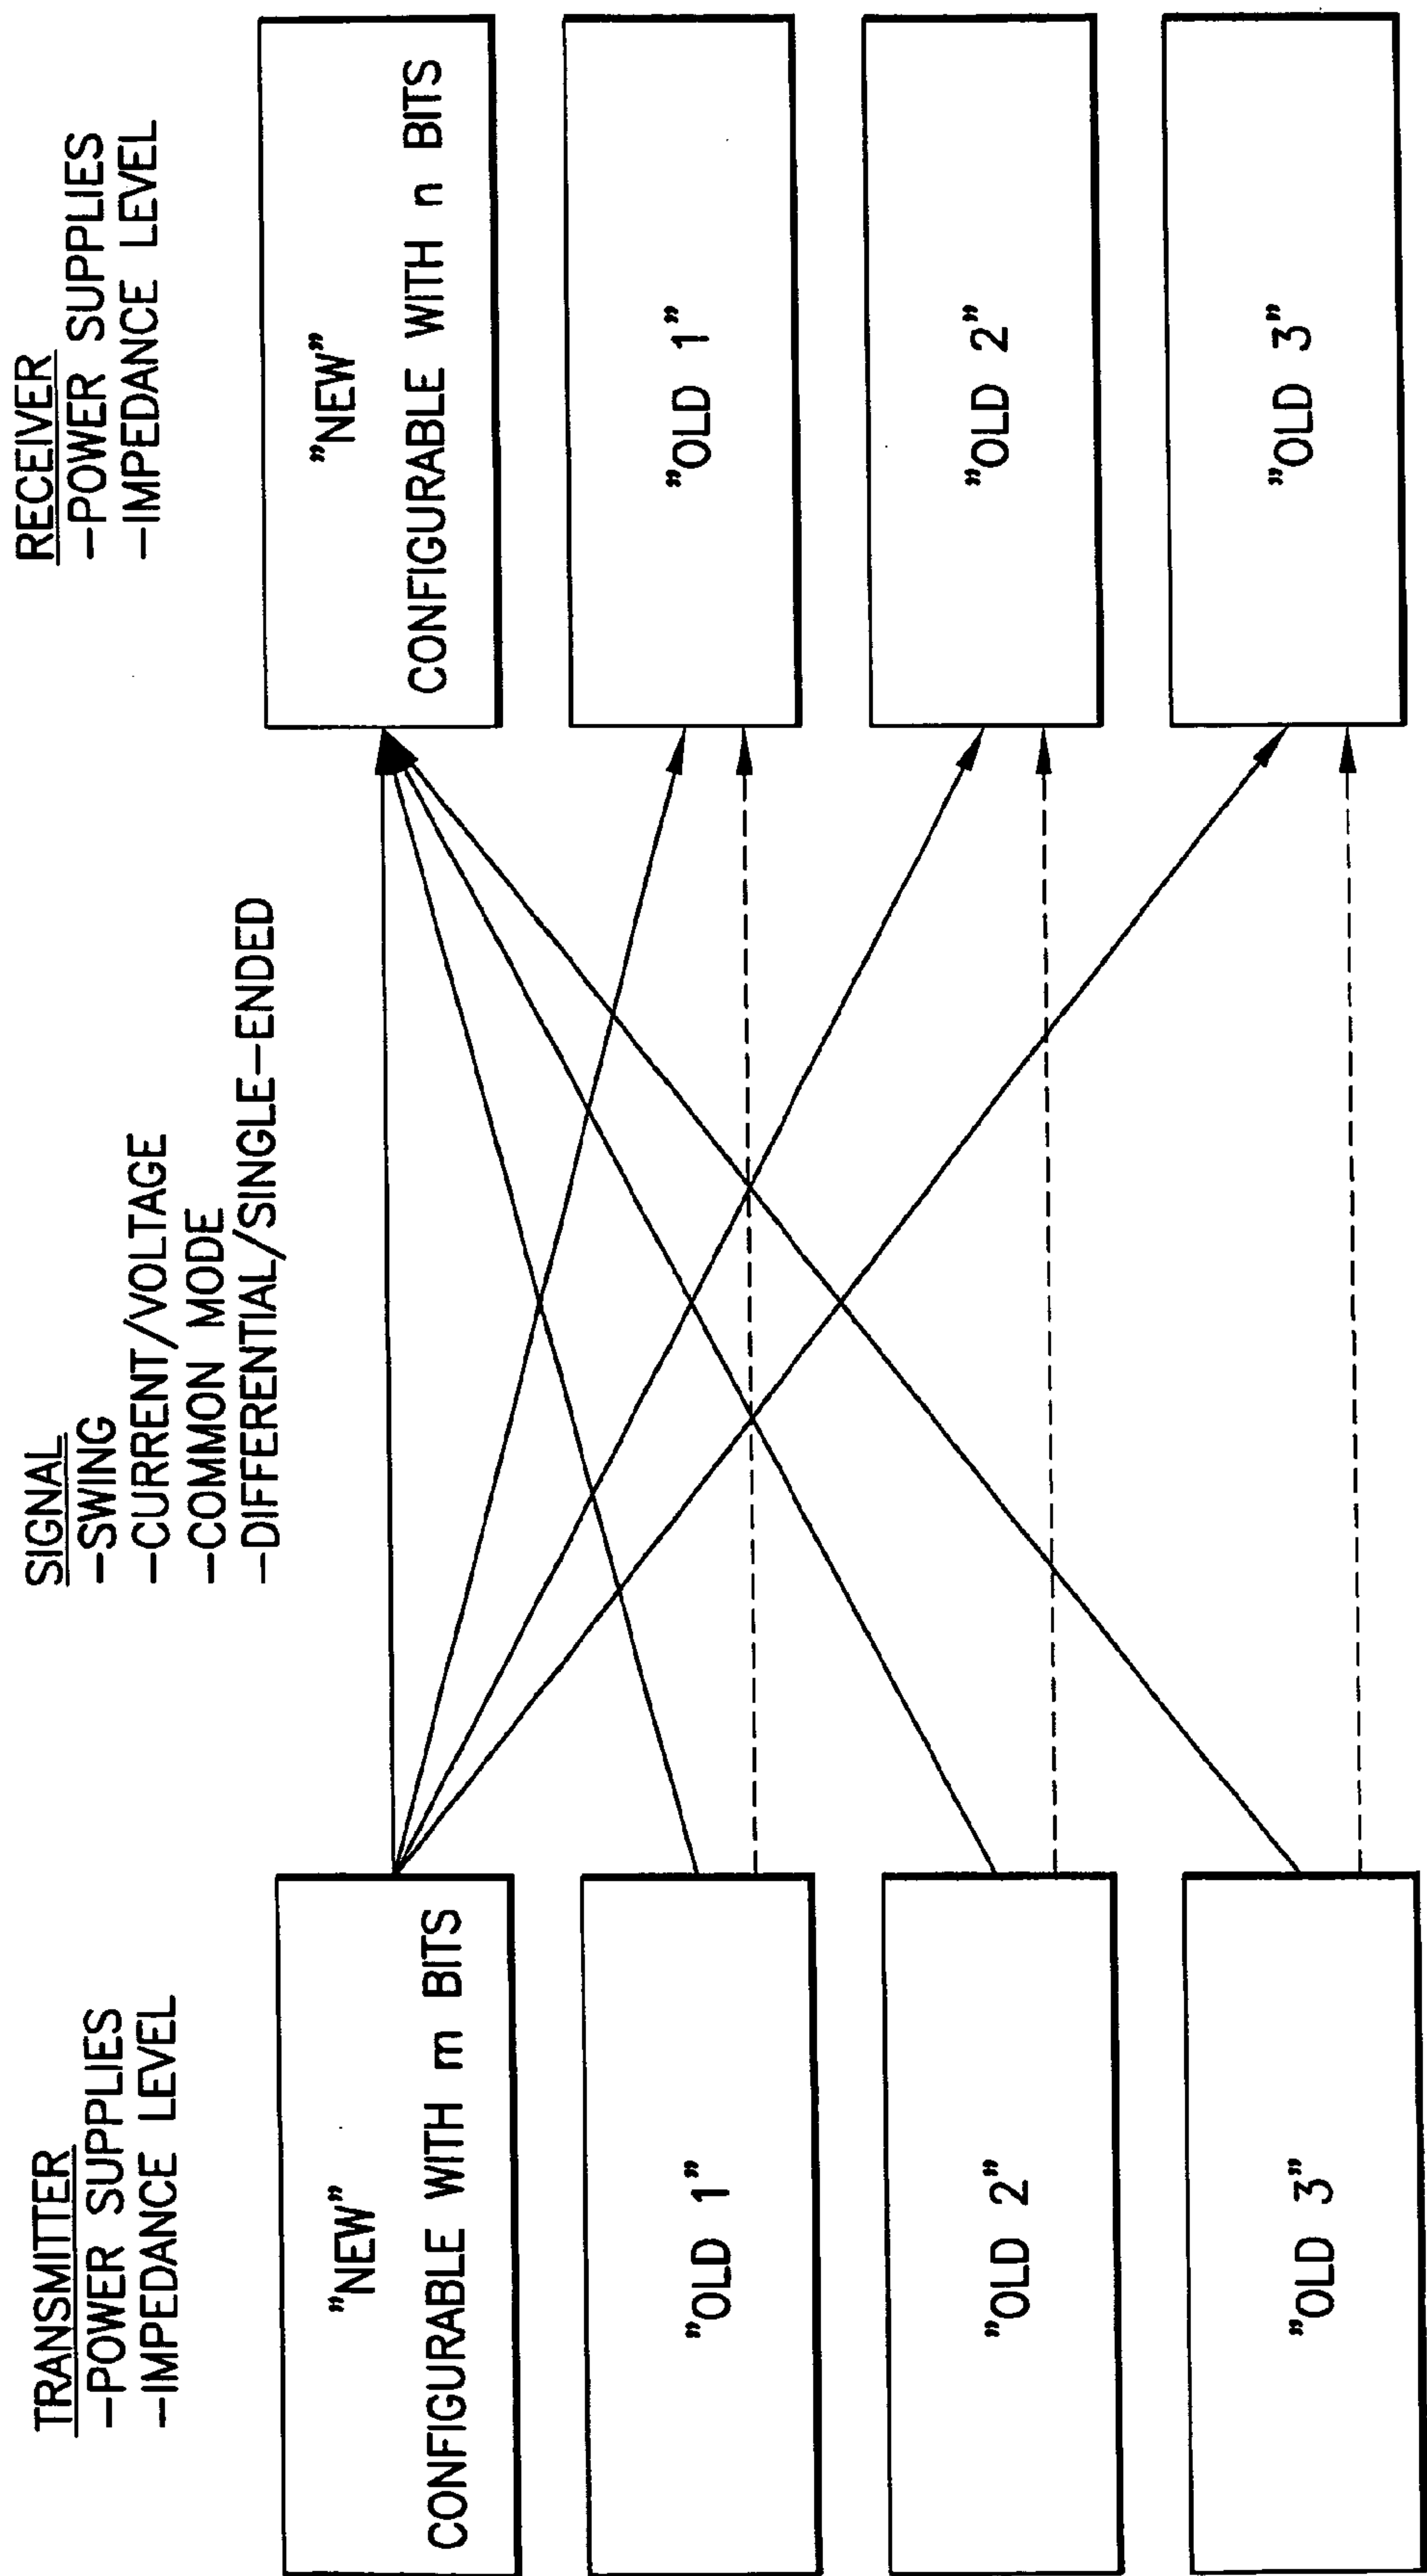 TRANSMITTER
-POWER SUPPLIES
-IMPEDANCE LEVEL
SIGNAL
-SWING
-CURRENT/VOLTAGE
-COMMON MODE
-DIFFERENTIAL/SINGLE-ENDED
RECEIVER
-POWER SUPPLIES
-IMPEDANCE LEVEL
"NEW"
CONFIGURABLE WITH m BITS
"OLD 1"
"OLD 2"
"OLD 3"
"NEW"
CONFIGURABLE WITH n BITS
"OLD 1"
"OLD 2"
"OLD 3"